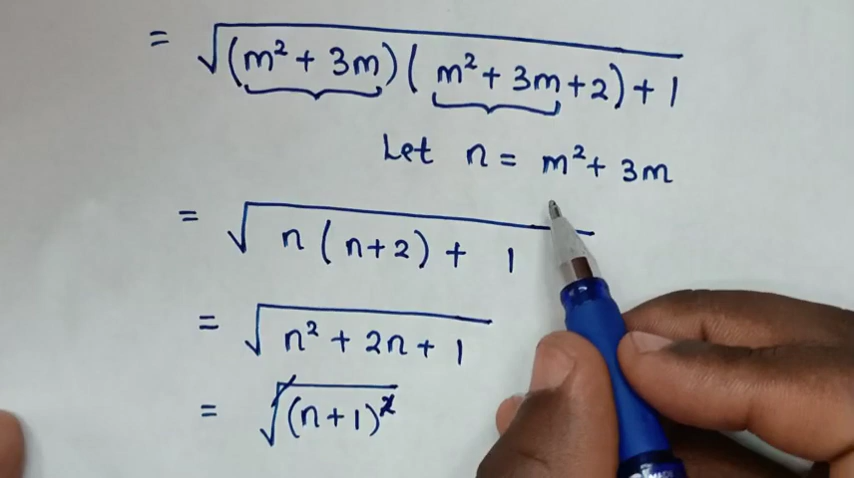 = √(m² + 3m)(m² + 3m + 2) + 1
Let n = m² + 3m
= √n(n+2) + 1
= √n² + 2n + 1
= √(n+1)²